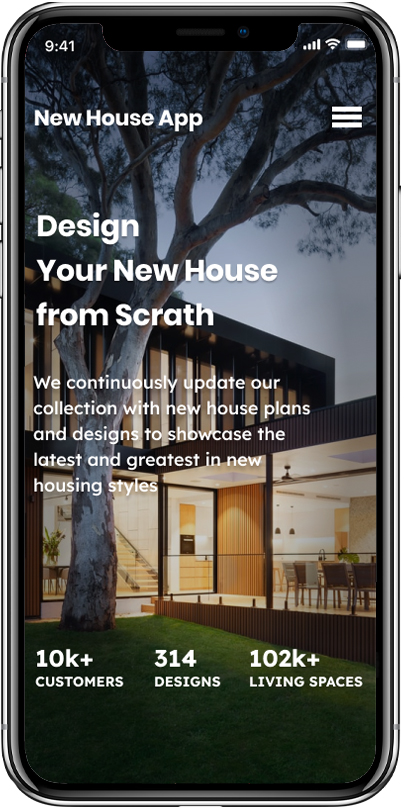 9:41
New House App
Design
Your New House
from Scrath
We continuously update our
collection with new house plans
and designs to showcase the
latest and greatest in new
housing styles
10k+ 314 102k+
CUSTOMERS DESIGNS LIVING SPACES